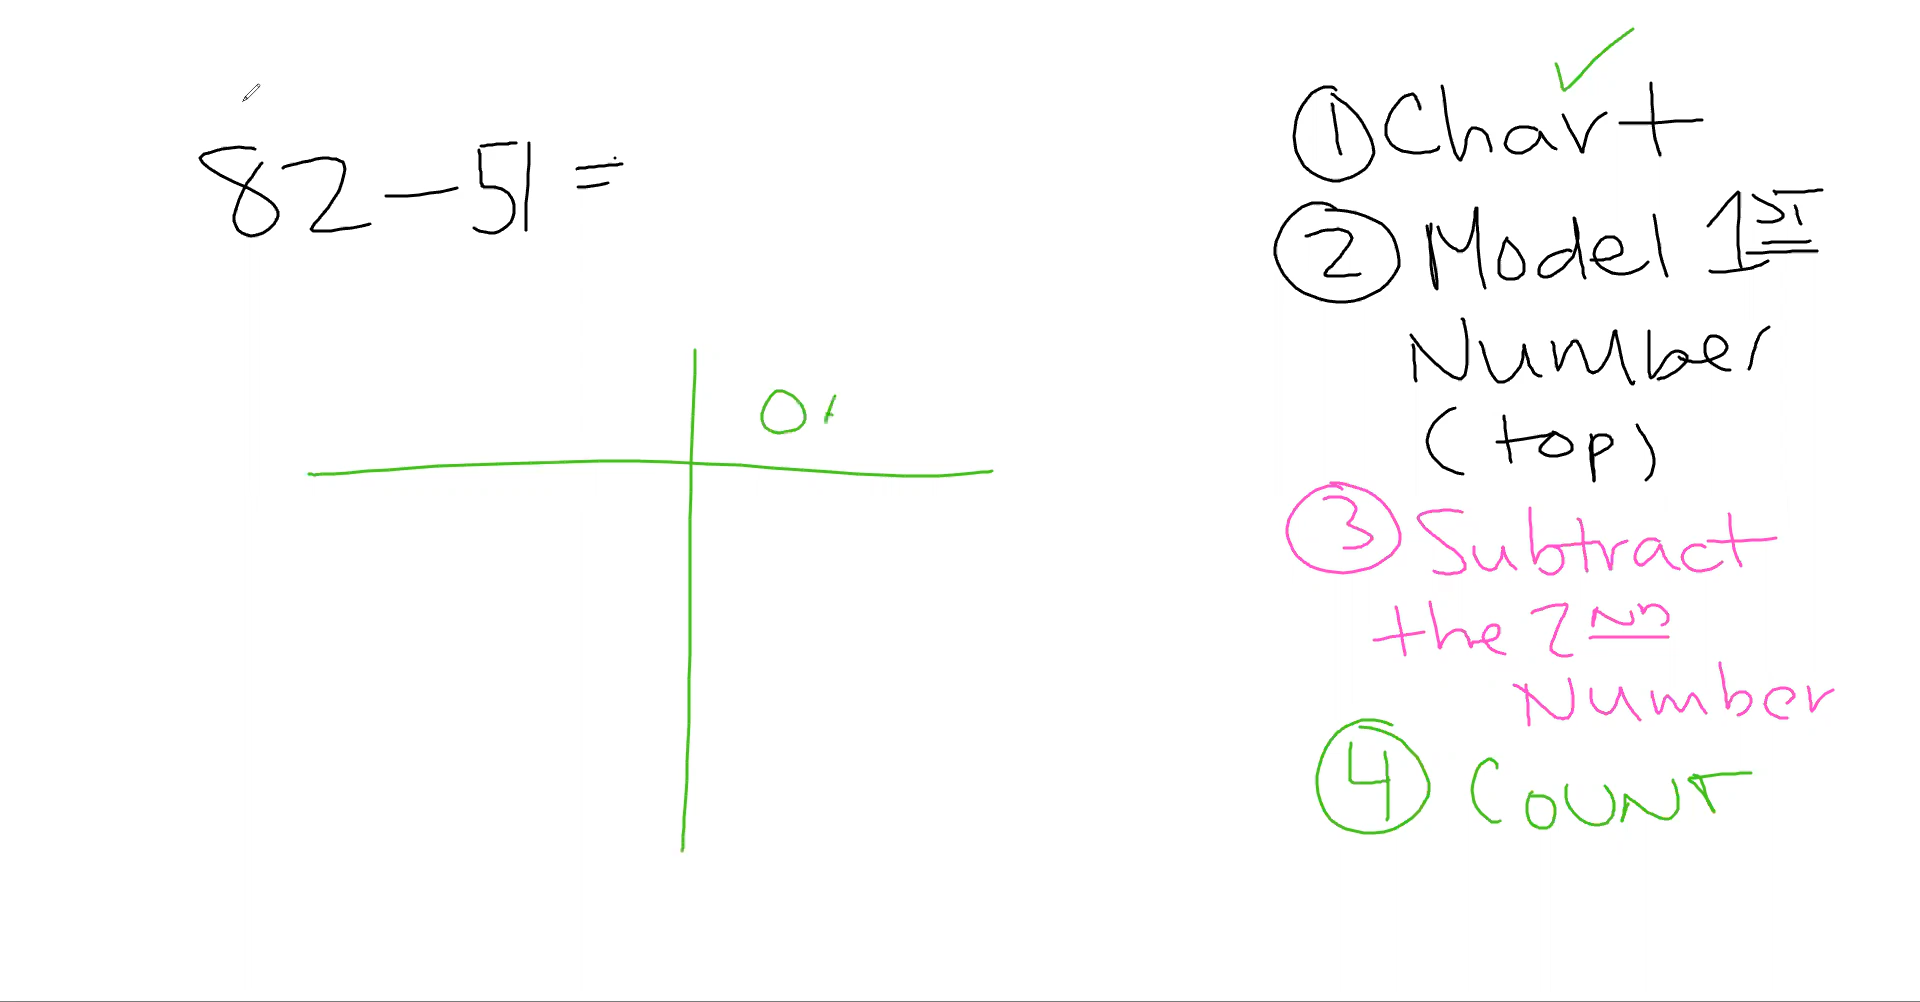 82-51=
O
① Chart
② Model 1ST
Number
(top)
③ Subtract
the 2ND
Number
④ COUNT